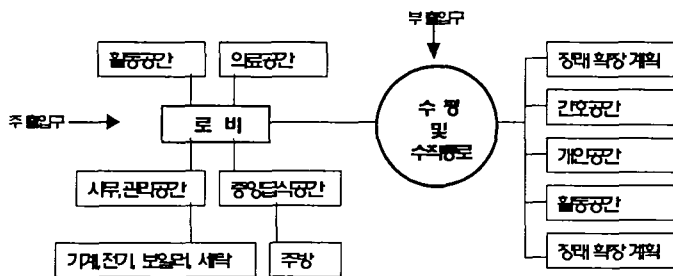 부출입구
활동공간
의료공간
장래 확장 계획
주출입구
로 비
수 평
및
수직통로
간호공간
개인공간
사무,관리공간
중앙급식공간
활동공간
기계,전기, 보일러, 세탁
주방
장래 확장 계획